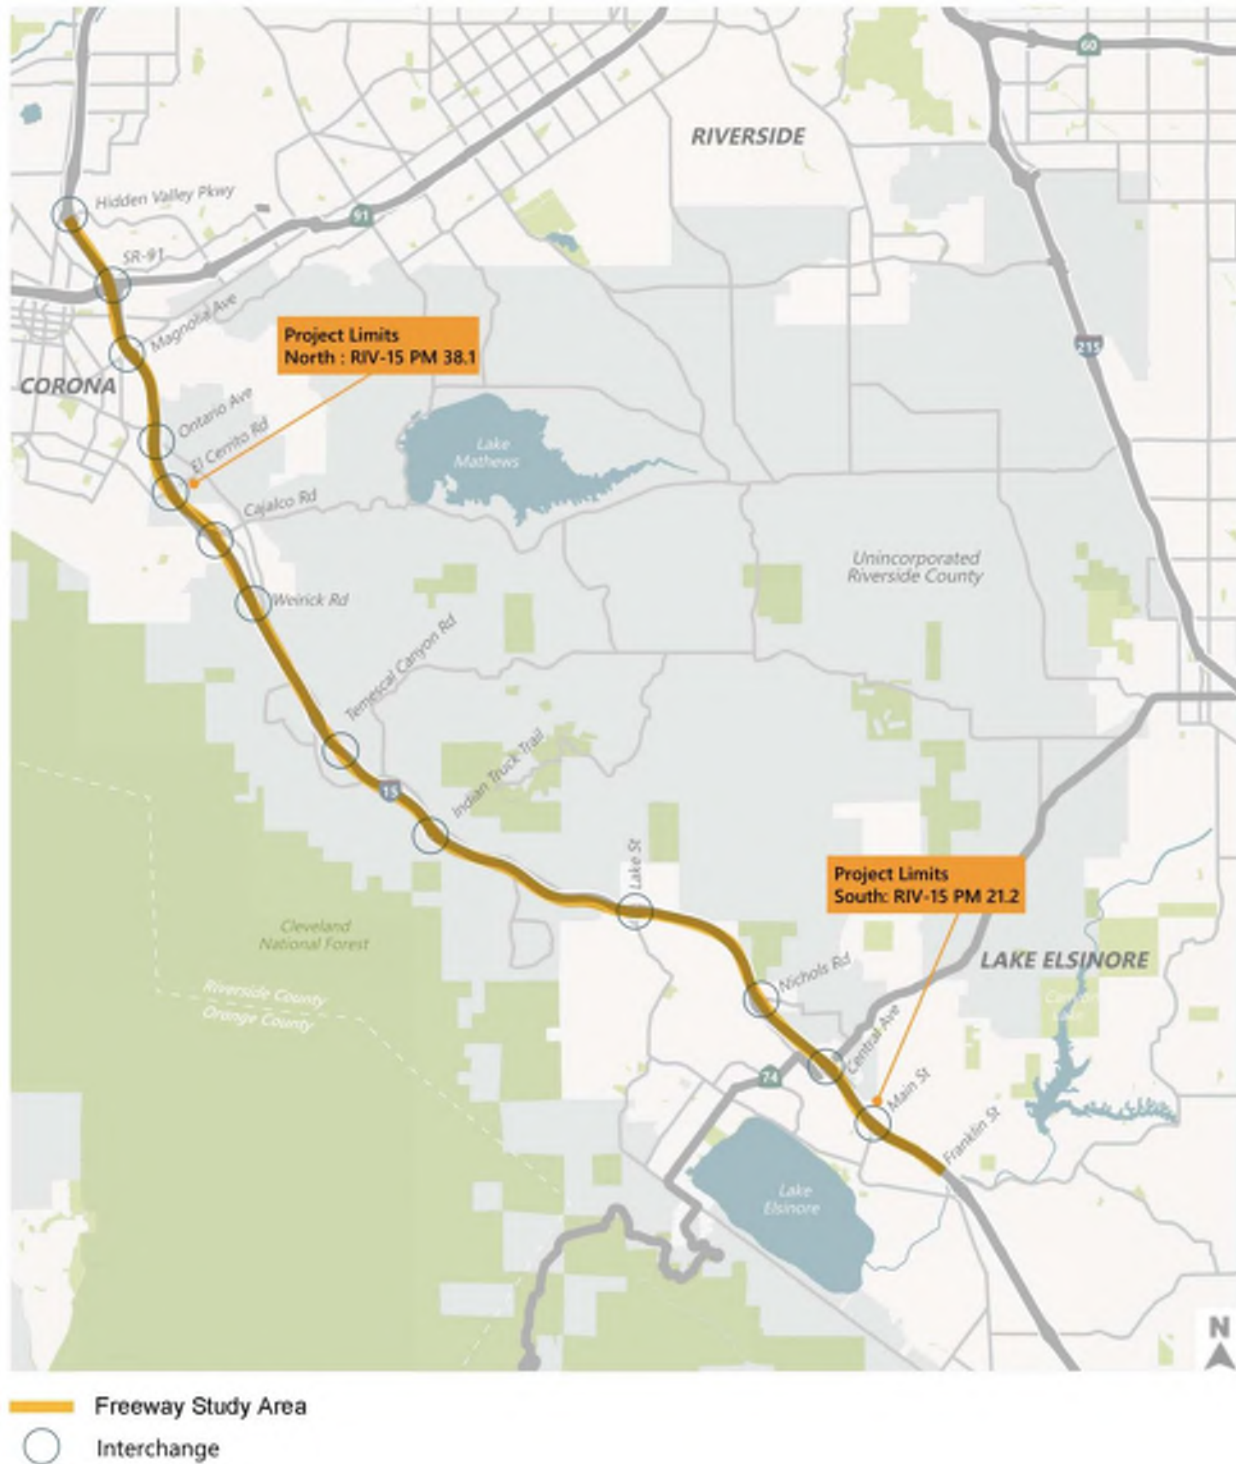 60
RIVERSIDE
Hidden Valley Pkwy
91
SR-91
Magnolia Ave
Project Limits
North : RIV-15 PM 38.1
215
CORONA
Ontario Ave
El Cerrito Rd
Lake
Mathews
Cajalco Rd
Unincorporated
Riverside County
Weirick Rd
Temescal Canyon Rd
Indian Truck Trail
15
Lake St
Project Limits
South: RIV-15 PM 21.2
Cleveland
National Forest
LAKE ELSINORE
Nichols Rd
Riverside County
Orange County
Canyon
Lake
Central Ave
74
Main St
Franklin St
Lake
Elsinore
N
Freeway Study Area
Interchange